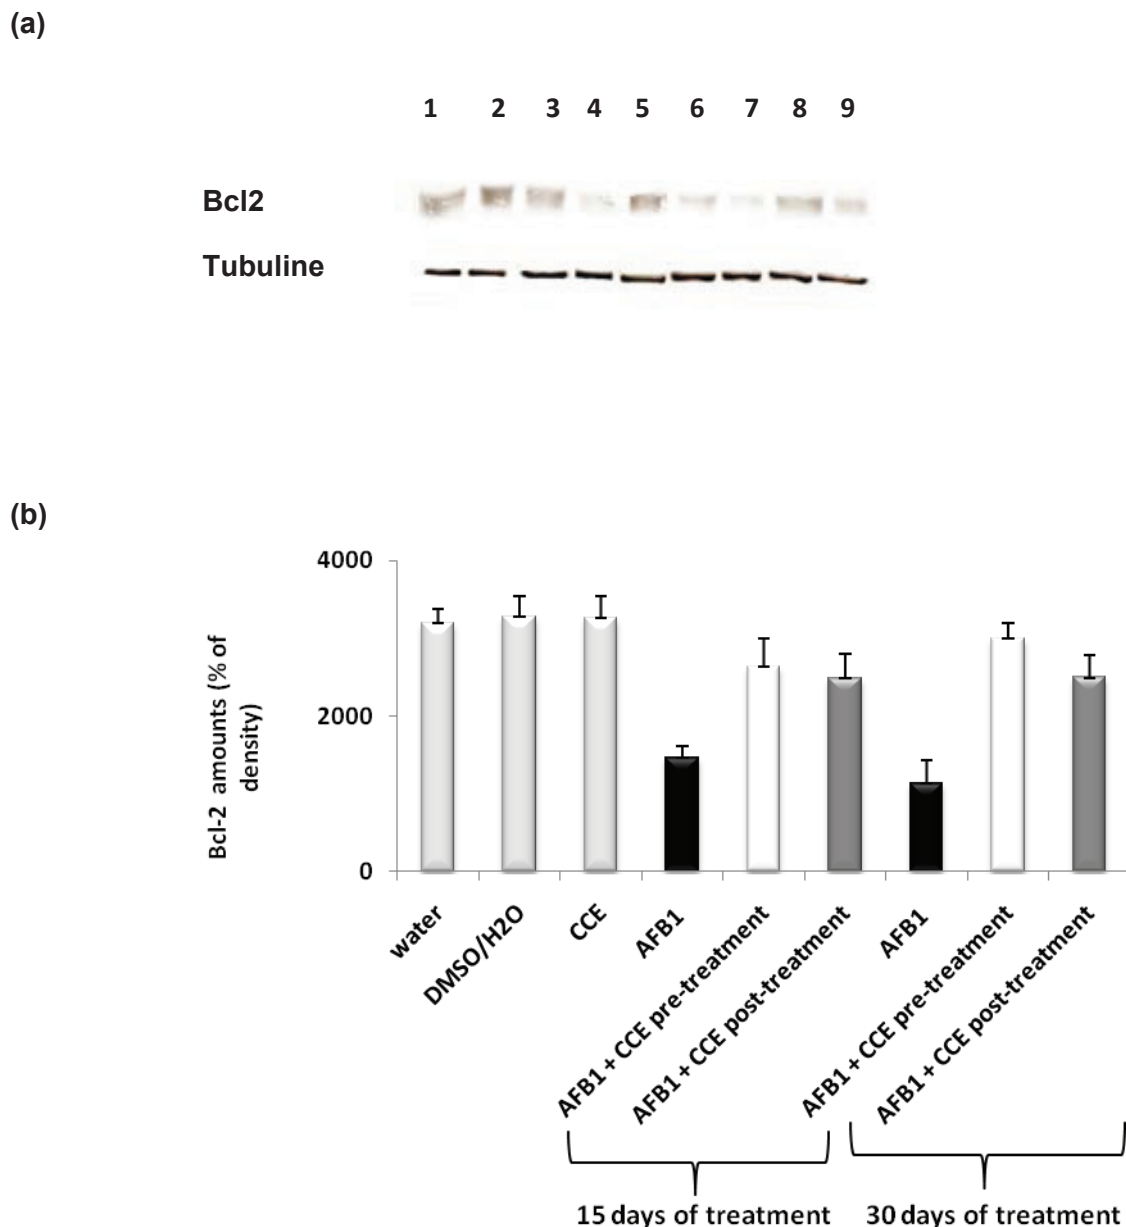 (a)
1 2 3 4 5 6 7 8 9
Bcl2
Tubuline
(b)
4000
2000
0
Bcl-2 amounts (% of
density)
water
DMSO/H2O
CCE
AFB1
AFB1 + CCE pre-treatment
AFB1 + CCE post-treatment
AFB1
AFB1 + CCE pre-treatment
AFB1 + CCE post-treatment
15 days of treatment
30 days of treatment